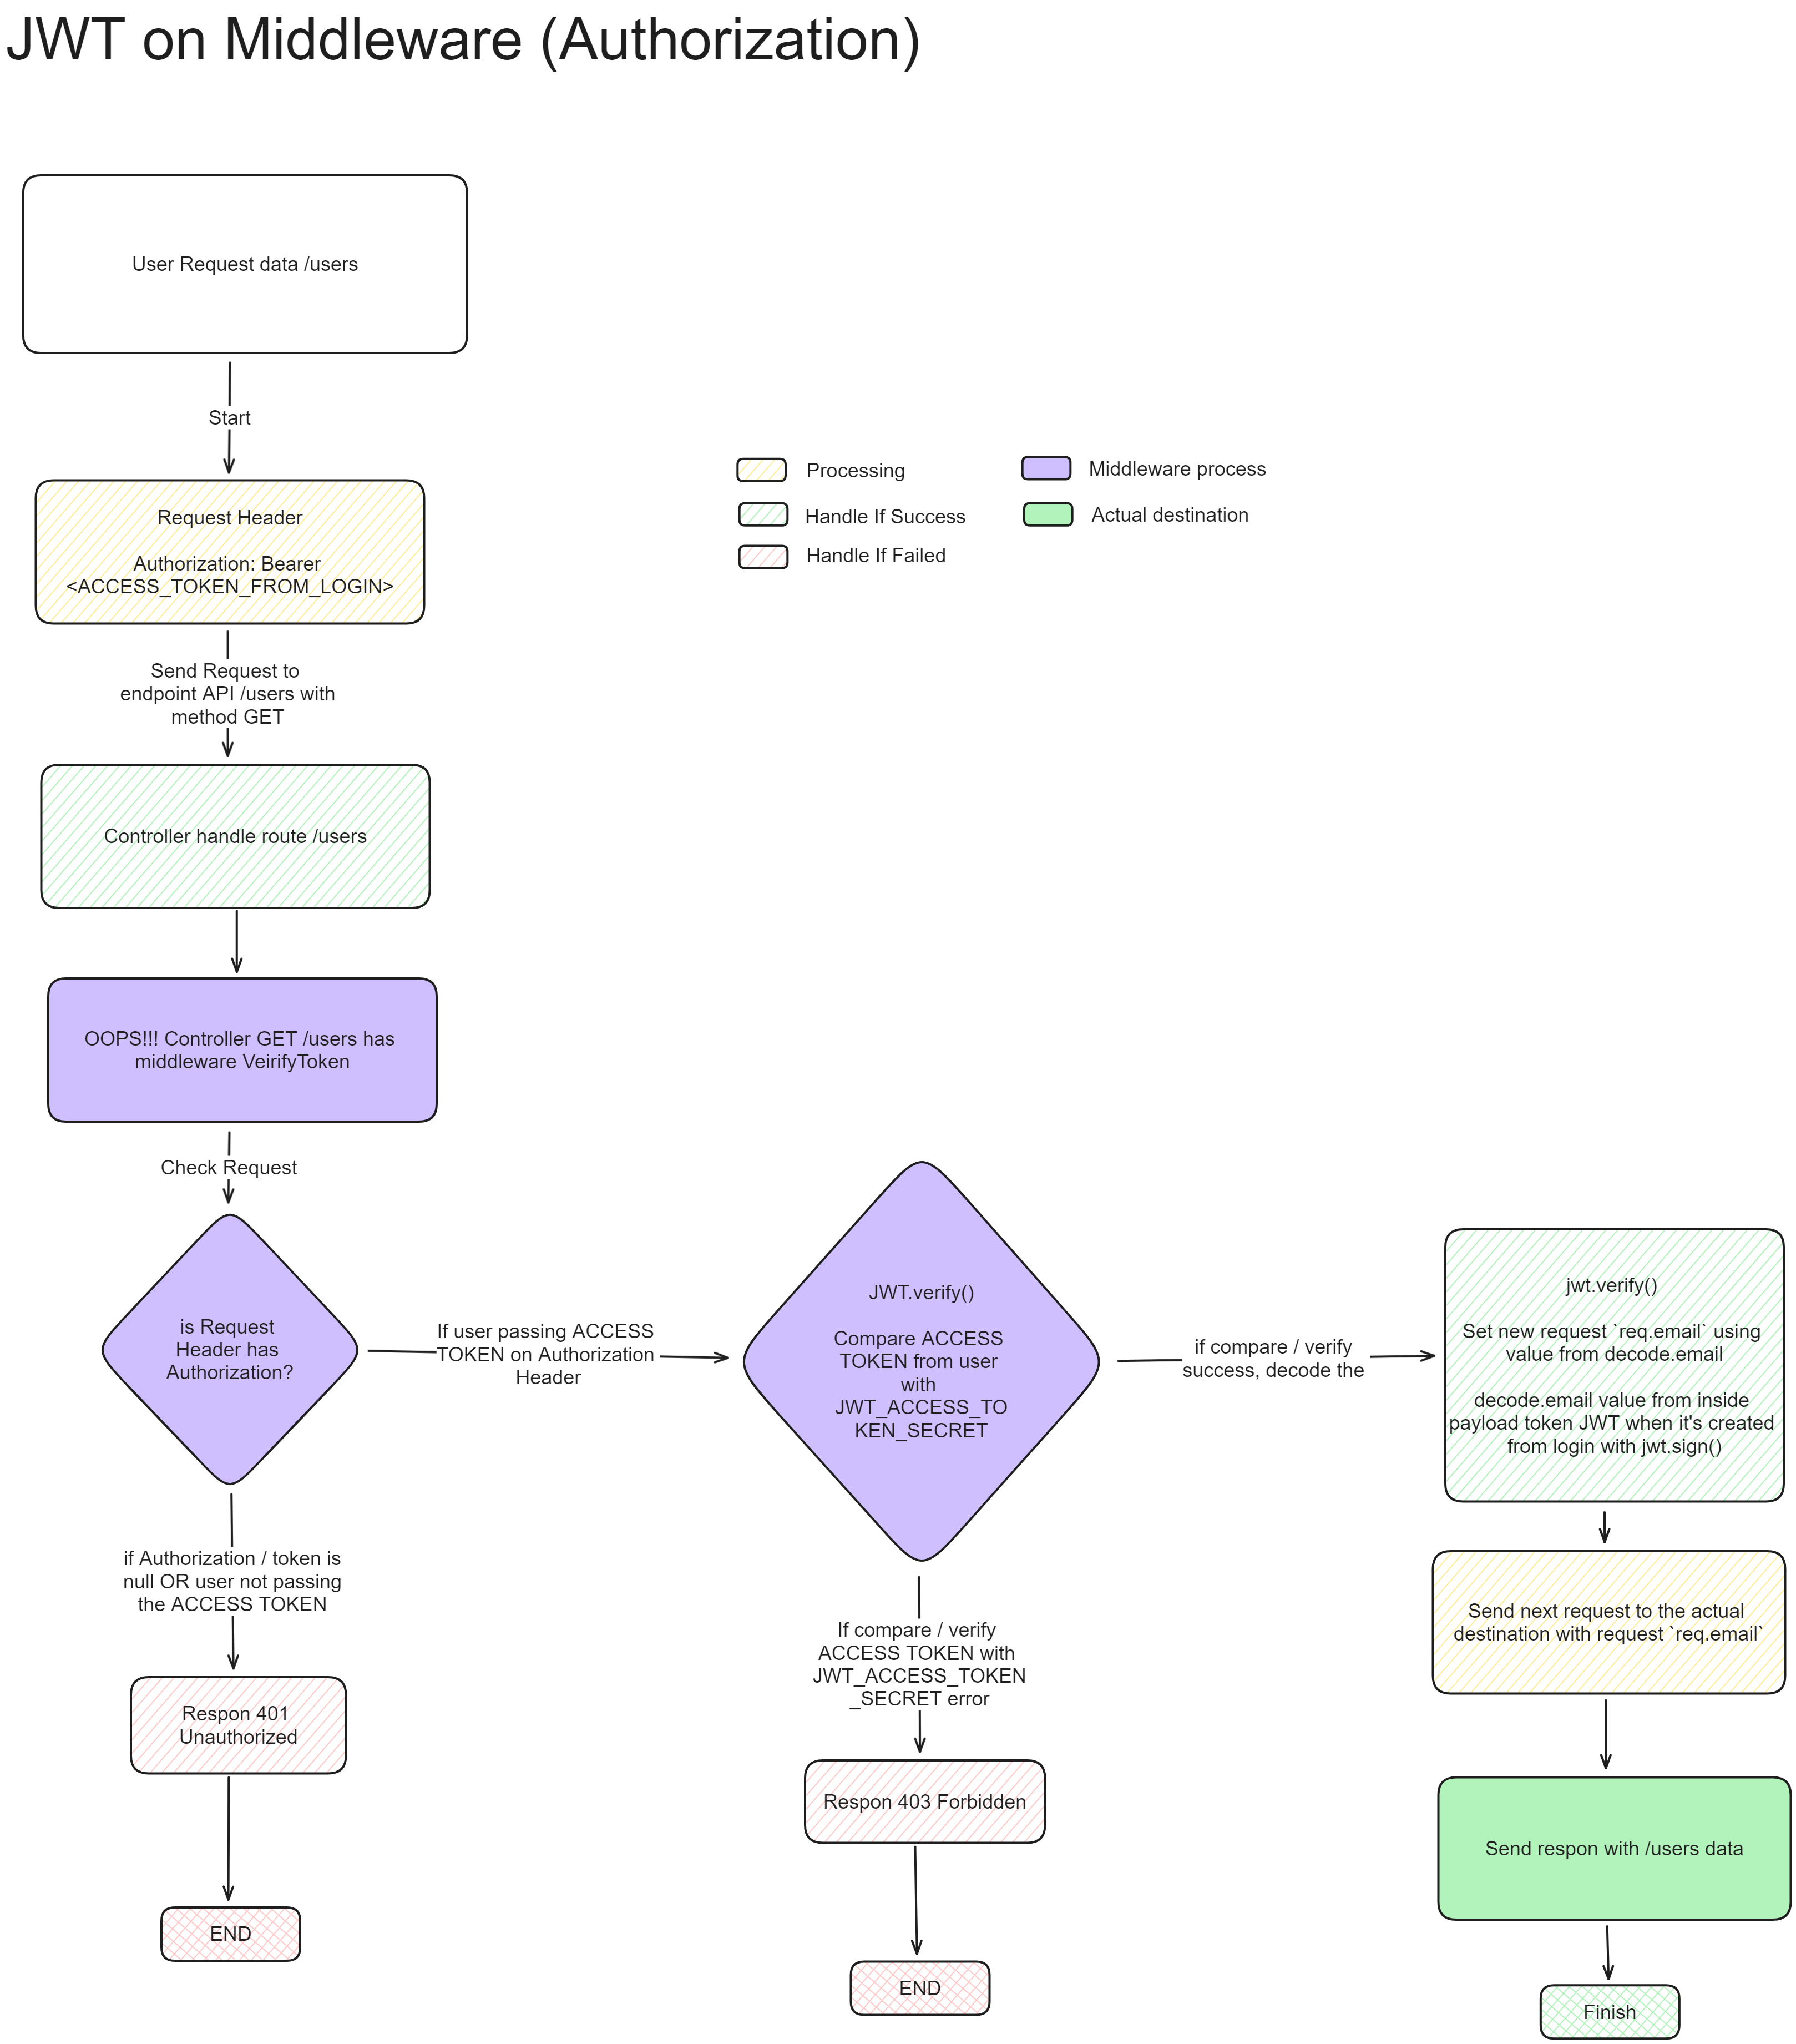 JWT on Middleware (Authorization)
User Request data /users
Start
Request Header
Authorization: Bearer
<ACCESS_TOKEN_FROM_LOGIN>
Processing
Handle If Success
Handle If Failed
Middleware process
Actual destination
Send Request to
endpoint API /users with
method GET
Controller handle route /users
OOPS!!! Controller GET /users has
middleware VeirifyToken
Check Request
is Request
Header has
Authorization?
If user passing ACCESS
TOKEN on Authorization
Header
JWT.verify()
Compare ACCESS
TOKEN from user
with
JWT_ACCESS_TO
KEN_SECRET
if compare / verify
success, decode the
jwt.verify()
Set new request `req.email` using
value from decode.email
decode.email value from inside
payload token JWT when it's created
from login with jwt.sign()
if Authorization / token is
null OR user not passing
the ACCESS TOKEN
Respon 401
Unauthorized
END
If compare / verify
ACCESS TOKEN with
JWT_ACCESS_TOKEN
_SECRET error
Respon 403 Forbidden
END
Send next request to the actual
destination with request `req.email`
Send respon with /users data
Finish